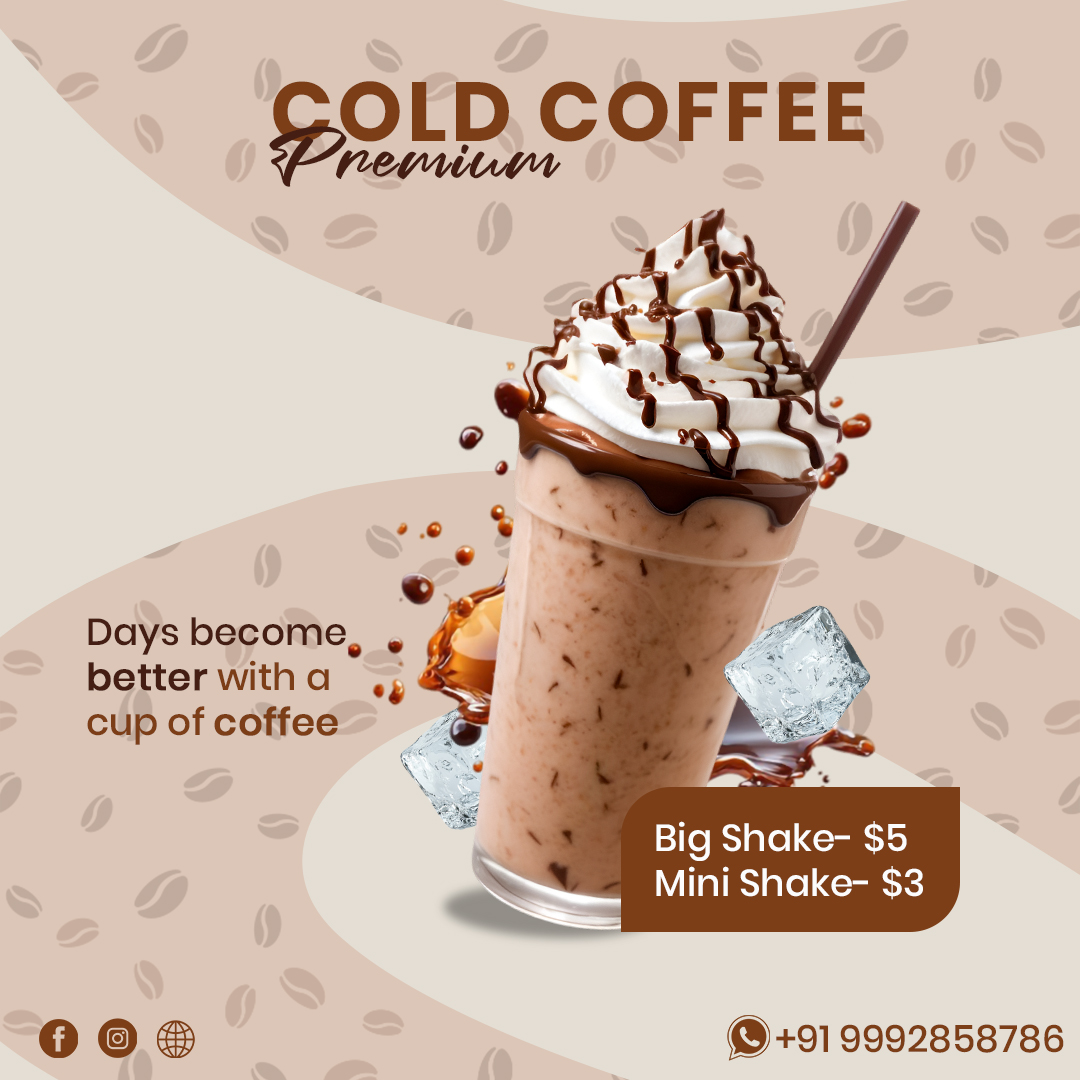 COLD COFFEE
Premium
Days become
better with a
cup of coffee
Big Shake- $5
Mini Shake- $3
+91 9992858786